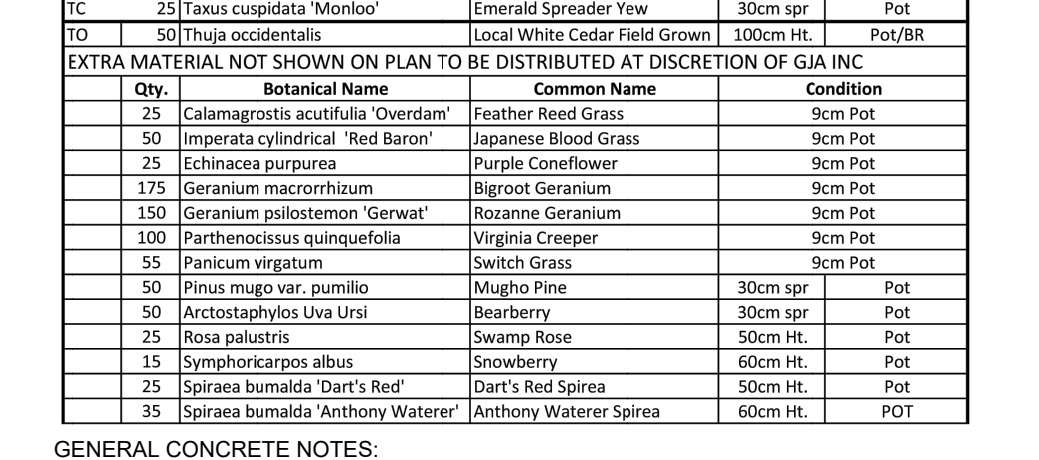 TC 25 Taxus cuspidata 'Monloo' Emerald Spreader Yew 30cm spr Pot
TO 50 Thuja occidentalis Local White Cedar Field Grown 100cm Ht. Pot/BR
EXTRA MATERIAL NOT SHOWN ON PLAN TO BE DISTRIBUTED AT DISCRETION OF GJA INC
Qty. Botanical Name Common Name Condition
25 Calamagrostis acutifulia 'Overdam' Feather Reed Grass 9cm Pot
50 Imperata cylindrical 'Red Baron' Japanese Blood Grass 9cm Pot
25 Echinacea purpurea Purple Coneflower 9cm Pot
175 Geranium macrorrhizum Bigroot Geranium 9cm Pot
150 Geranium psilostemon 'Gerwat' Rozanne Geranium 9cm Pot
100 Parthenocissus quinquefolia Virginia Creeper 9cm Pot
55 Panicum virgatum Switch Grass 9cm Pot
50 Pinus mugo var. pumilio Mugho Pine 30cm spr Pot
50 Arctostaphylos Uva Ursi Bearberry 30cm spr Pot
25 Rosa palustris Swamp Rose 50cm Ht. Pot
15 Symphoricarpos albus Snowberry 60cm Ht. Pot
25 Spiraea bumalda 'Dart's Red' Dart's Red Spirea 50cm Ht. Pot
35 Spiraea bumalda 'Anthony Waterer' Anthony Waterer Spirea 60cm Ht. POT
GENERAL CONCRETE NOTES: